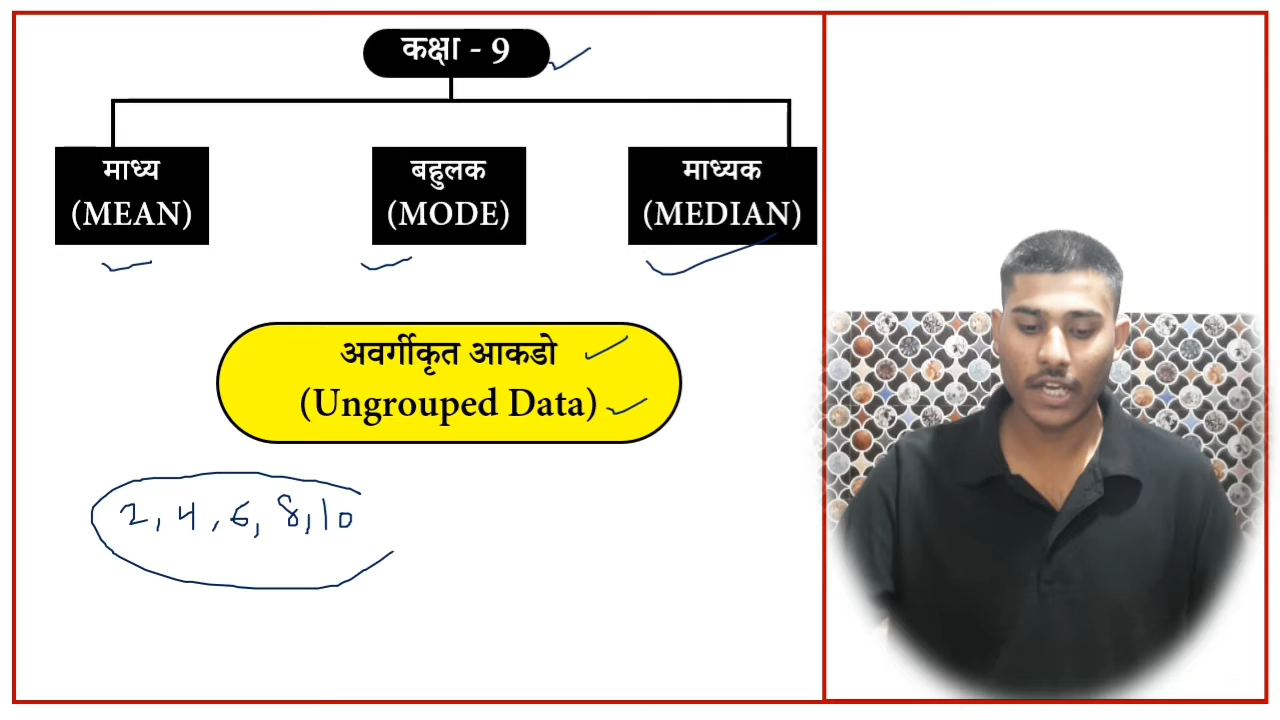 कक्षा - 9
माध्य
(MEAN)
बहुलक
(MODE)
माध्यक
(MEDIAN)
अवर्गीकृत आकडो
(Ungrouped Data)
2, 4, 6, 8, 10